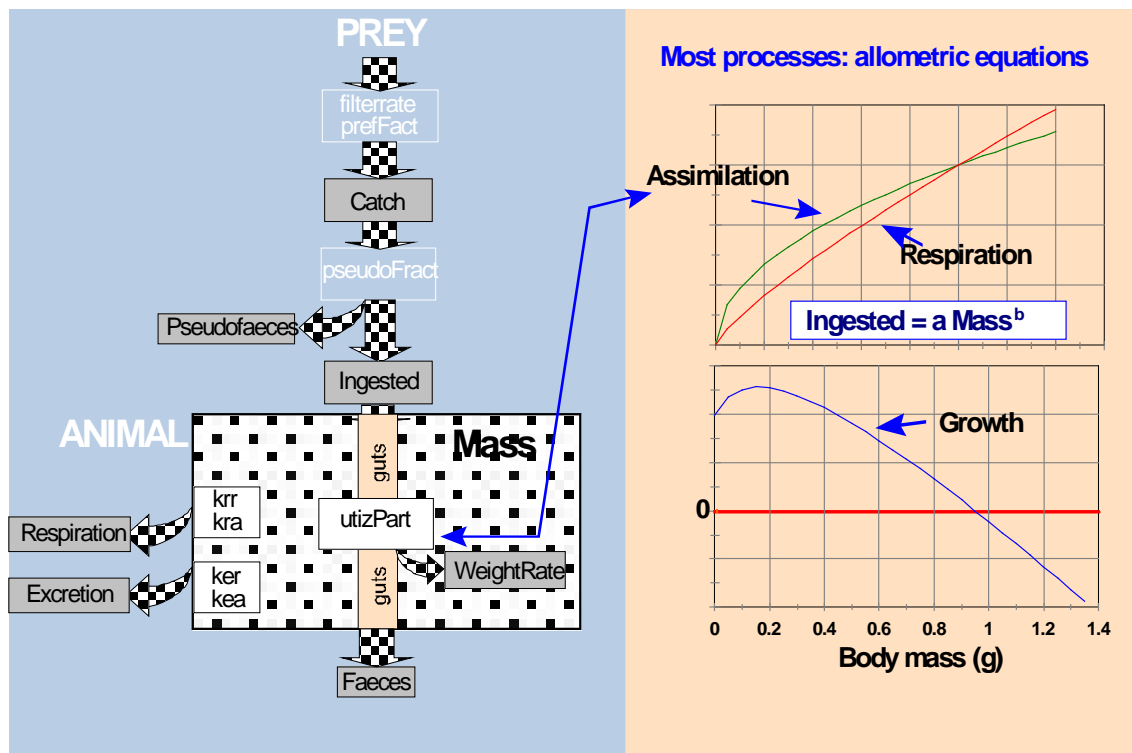 PREY
filterrate
prefFact
Catch
pseudoFract
Pseudofaeces
Ingested
ANIMAL
Mass
guts
krr
kra
utizPart
Respiration
ker
kea
guts
WeightRate
Excretion
Faeces
Most processes: allometric equations
Assimilation
Respiration
Ingested = a Mass^b
Growth
0
0 0.2 0.4 0.6 0.8 1 1.2 1.4
Body mass (g)